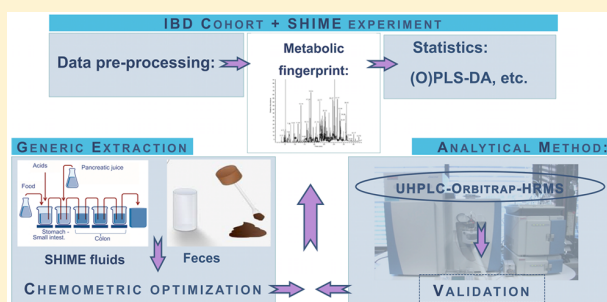 IBD COHORT + SHIME EXPERIMENT
Data pre-processing:
Metabolic
fingerprint:
Statistics:
(O)PLS-DA, etc.
GENERIC EXTRACTION
Acids
Pancreatic juice
Food
Stomach -
Small intest.
Colon
SHIME fluids
Feces
CHEMOMETRIC OPTIMIZATION
ANALYTICAL METHOD:
UHPLC-ORBITRAP-HRMS
VALIDATION